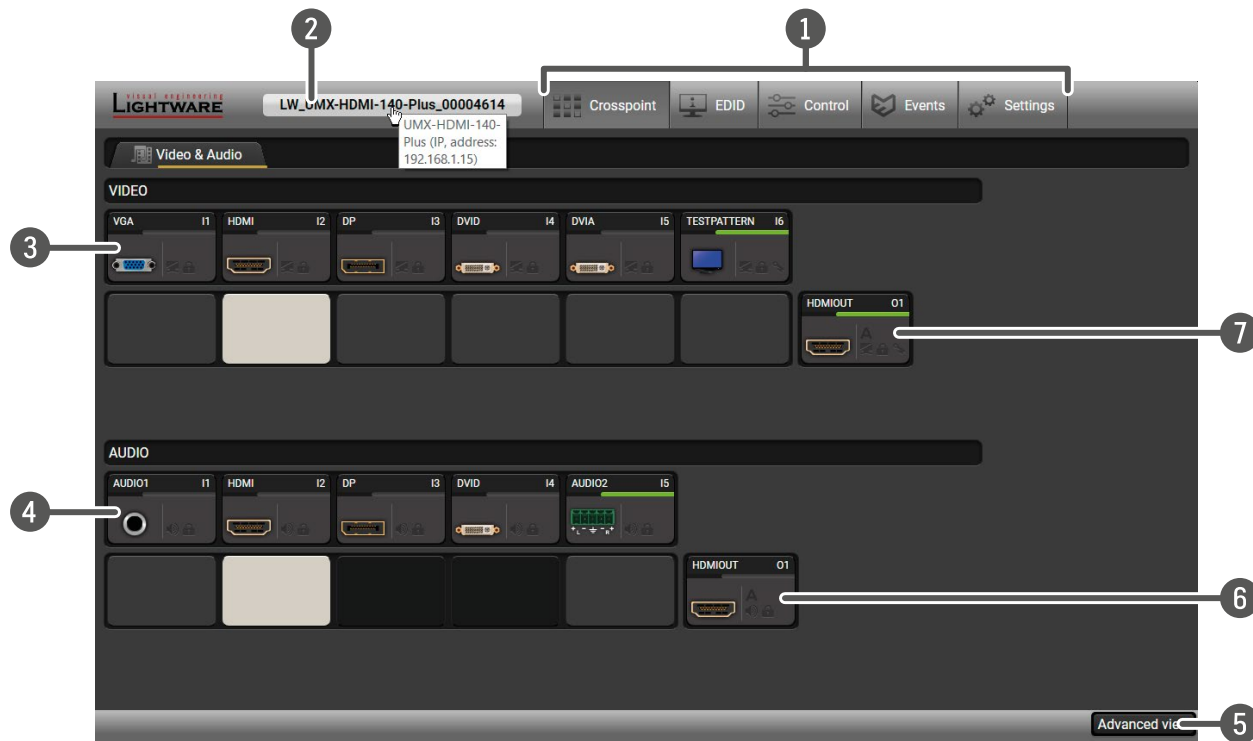 2
1
visual engineering
LIGHTWARE
LW_UMX-HDMI-140-Plus_00004614
Crosspoint
EDID
Control
Events
Settings
UMX-HDMI-140-
Plus (IP, address:
192.168.1.15)
Video & Audio
VIDEO
VGA I1
HDMI I2
DP I3
DVID I4
DVIA I5
TESTPATTERN I6
3
HDMIOUT O1
A
7
AUDIO
AUDIO1 I1
HDMI I2
DP I3
DVID I4
AUDIO2 I5
+L - - R+
4
HDMIOUT O1
A
6
Advanced vie
5